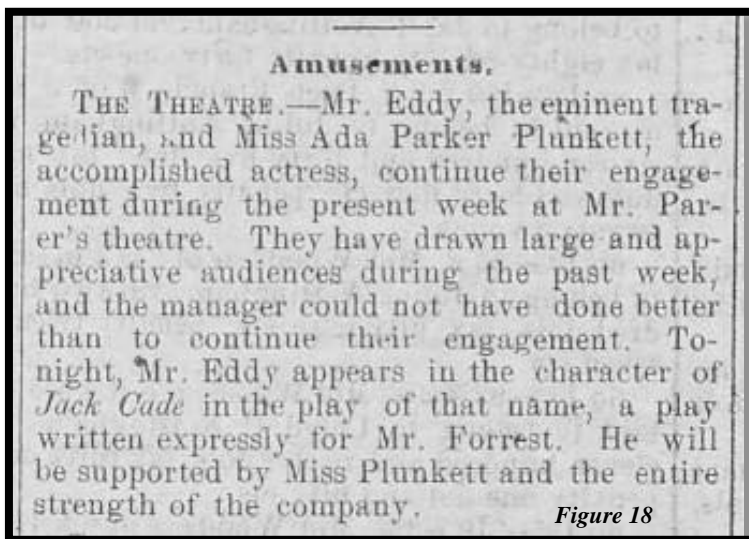 Amusements.
THE THEATRE.—Mr. Eddy, the eminent tra-
gedian, and Miss Ada Parker Plunkett, the
accomplished actress, continue their engage-
ment during the present week at Mr. Par-
er's theatre. They have drawn large and ap-
preciative audiences during the past week,
and the manager could not have done better
than to continue their engagement. To-
night, Mr. Eddy appears in the character of
Jack Cade in the play of that name, a play
written expressly for Mr. Forrest. He will
be supported by Miss Plunkett and the entire
strength of the company.
Figure 18